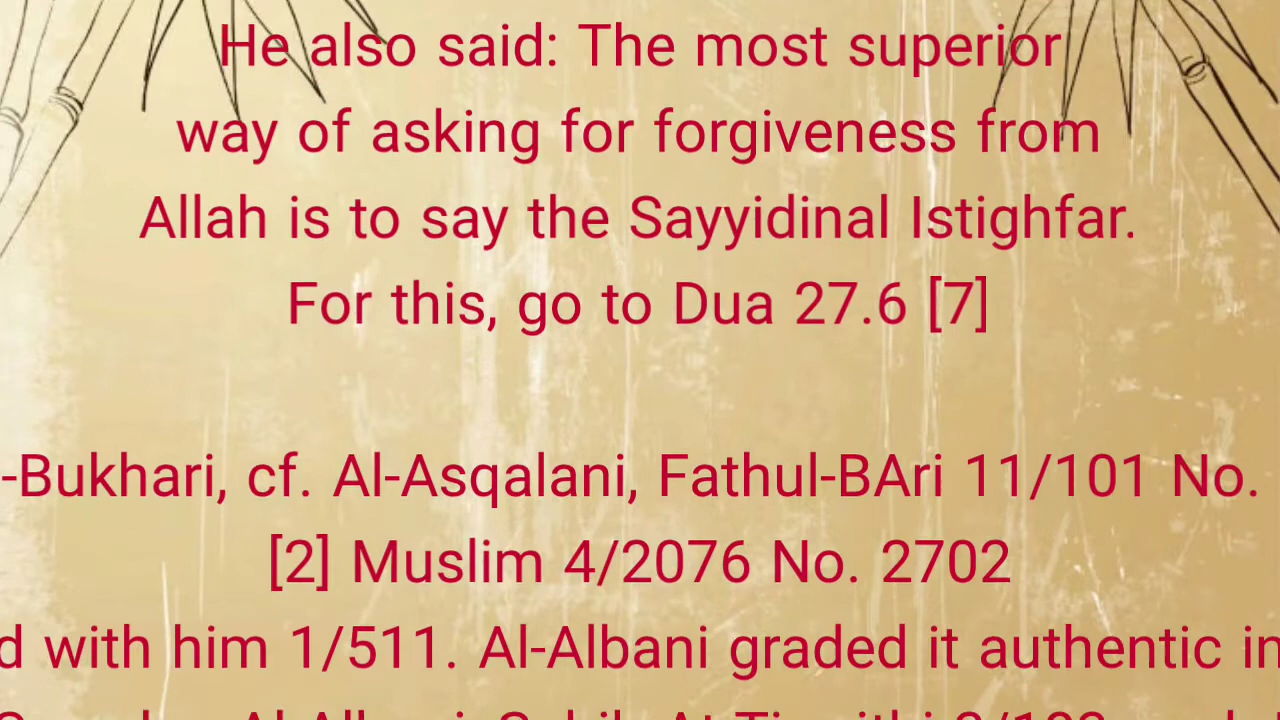 He also said: The most superior
way of asking for forgiveness from
Allah is to say the Sayyidinal Istighfar.
For this, go to Dua 27.6 [7]
-Bukhari, cf. Al-Asqalani, Fathul-BAri 11/101 No.
[2] Muslim 4/2076 No. 2702
d with him 1/511. Al-Albani graded it authentic in